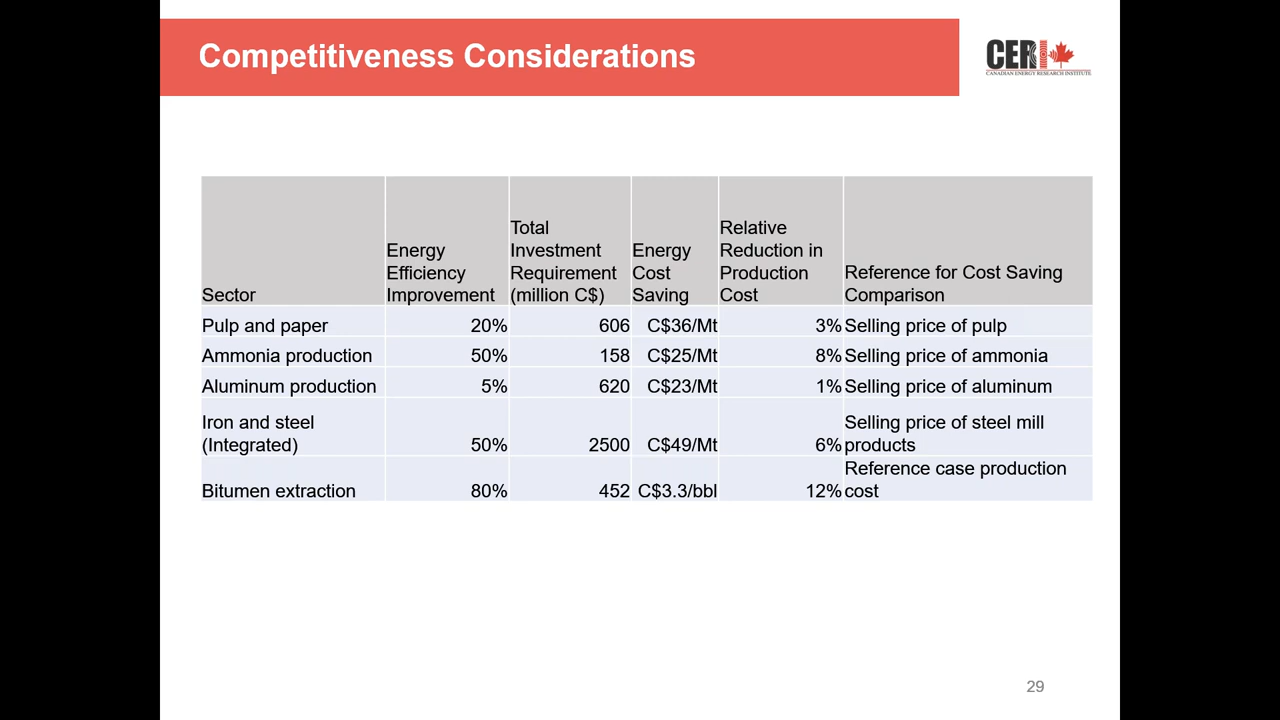 Competitiveness Considerations
CERI
CANADIAN ENERGY RESEARCH INSTITUTE
Sector
Energy
Efficiency
Improvement
Total
Investment
Requirement
(million C$)
Energy
Cost
Saving
Relative
Reduction in
Production
Cost
Reference for Cost Saving
Comparison
Pulp and paper 20% 606 C$36/Mt 3% Selling price of pulp
Ammonia production 50% 158 C$25/Mt 8% Selling price of ammonia
Aluminum production 5% 620 C$23/Mt 1% Selling price of aluminum
Iron and steel
(Integrated) 50% 2500 C$49/Mt 6% Selling price of steel mill
products
Bitumen extraction 80% 452 C$3.3/bbl 12% Reference case production
cost
29